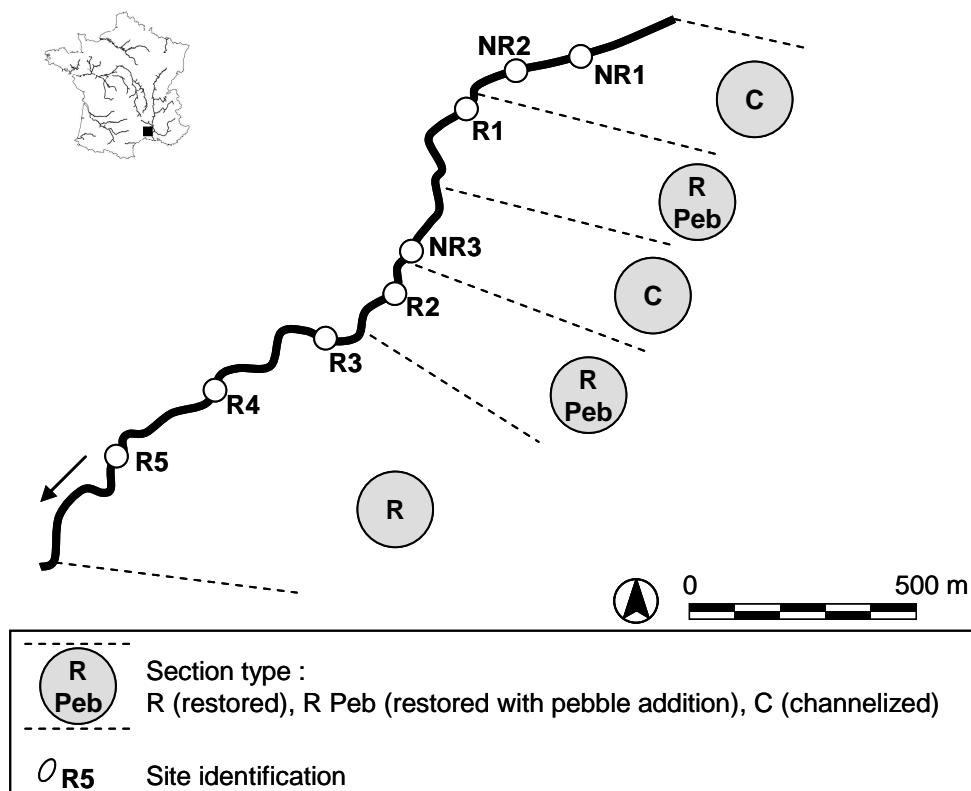 NR2
NR1
C
R1
R
Peb
NR3
C
R2
R3
R
Peb
R4
R5
R
0 500 m
R
Peb
Section type :
R (restored), R Peb (restored with pebble addition), C (channelized)
R5 Site identification